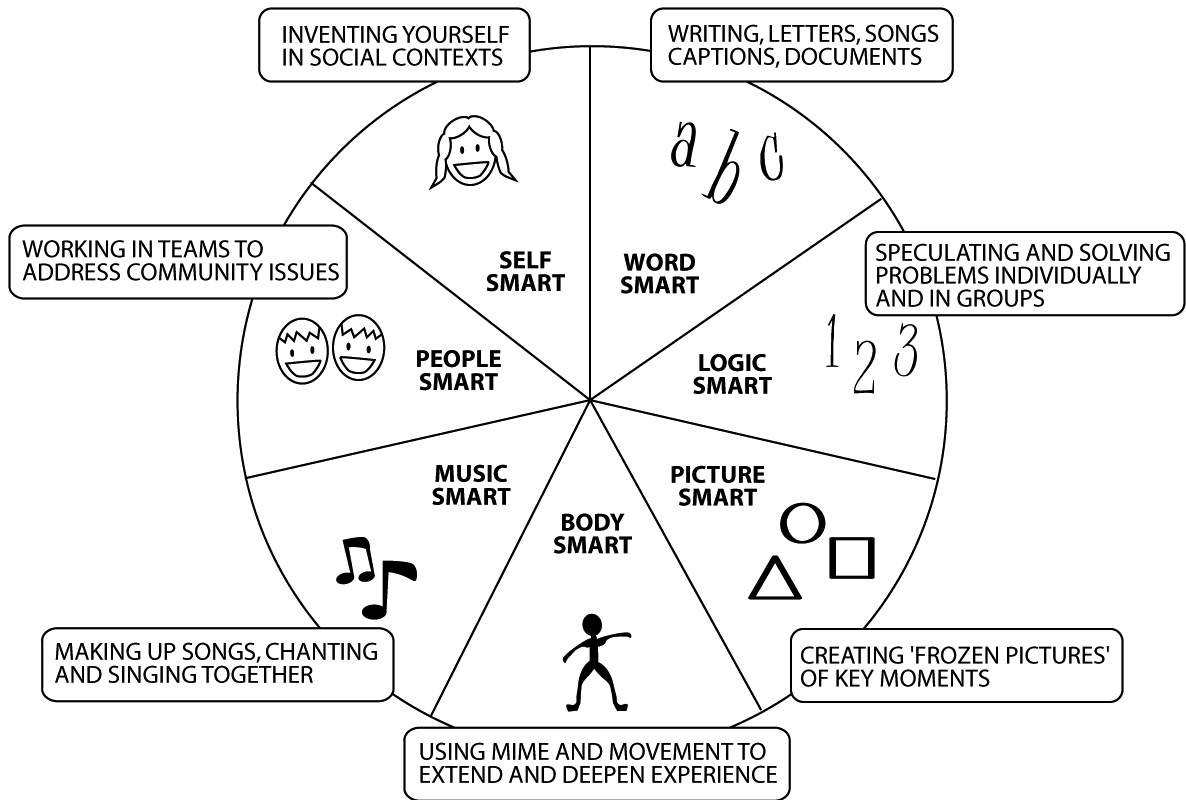 INVENTING YOURSELF
IN SOCIAL CONTEXTS
WRITING, LETTERS, SONGS
CAPTIONS, DOCUMENTS
a b c
SELF
SMART
WORD
SMART
WORKING IN TEAMS TO
ADDRESS COMMUNITY ISSUES
SPECULATING AND SOLVING
PROBLEMS INDIVIDUALLY
AND IN GROUPS
1 2 3
PEOPLE
SMART
LOGIC
SMART
MUSIC
SMART
PICTURE
SMART
BODY
SMART
MAKING UP SONGS, CHANTING
AND SINGING TOGETHER
CREATING 'FROZEN PICTURES'
OF KEY MOMENTS
USING MIME AND MOVEMENT TO
EXTEND AND DEEPEN EXPERIENCE